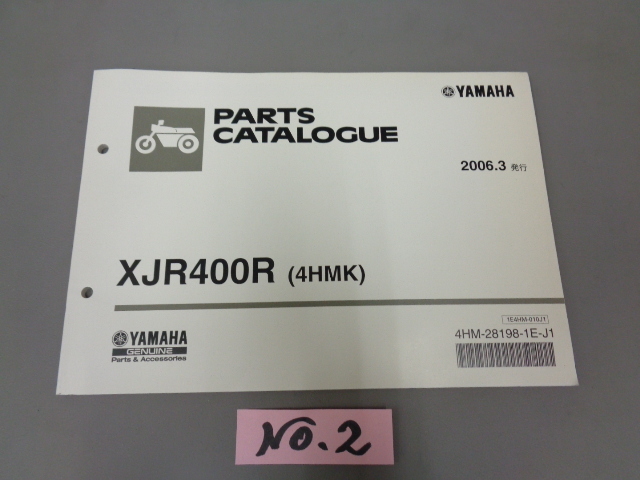 YAMAHA
PARTS
CATALOGUE
2006.3 発行
XJR400R (4HMK)
YAMAHA
GENUINE
Parts & Accessories
1E4HM-010J1
4HM-28198-1E-J1
NO.2